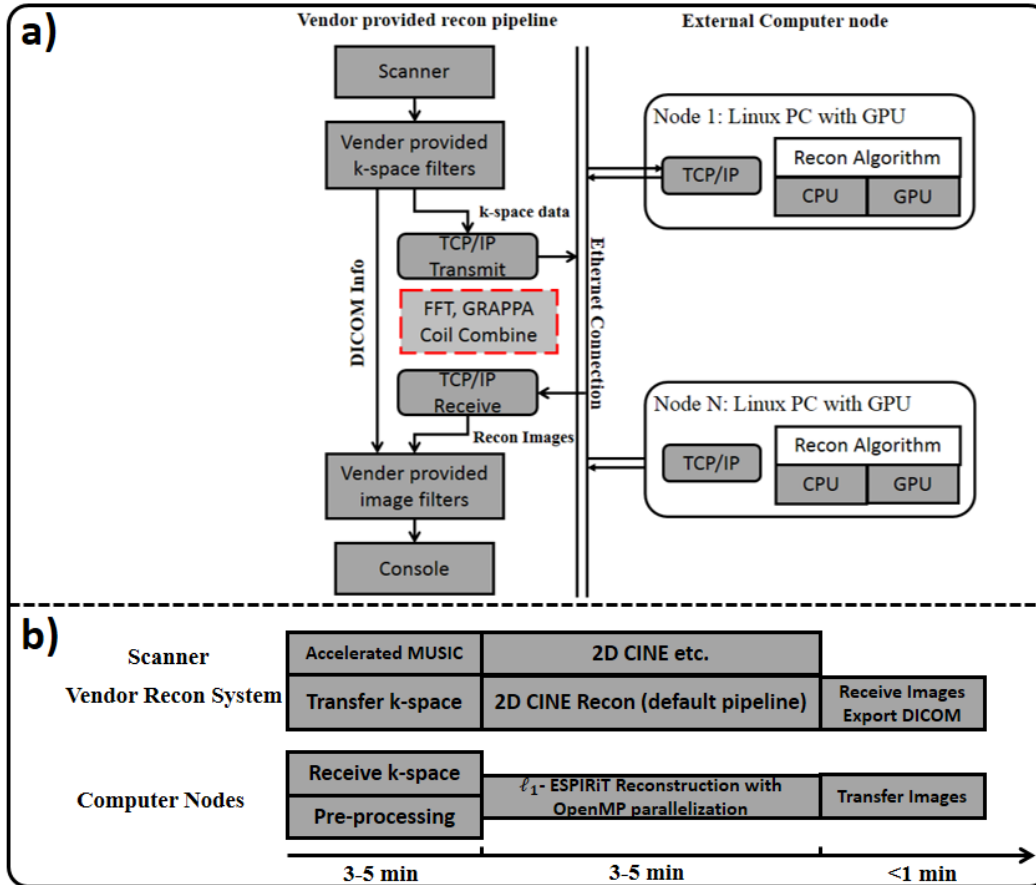 a)
Vendor provided recon pipeline
External Computer node
Scanner
Vender provided
k-space filters
k-space data
TCP/IP
Transmit
DICOM Info
FFT, GRAPPA
Coil Combine
TCP/IP
Receive
Recon Images
Vender provided
image filters
Console
Ethernet Connection
Node 1: Linux PC with GPU
TCP/IP
Recon Algorithm
CPU
GPU
Node N: Linux PC with GPU
TCP/IP
Recon Algorithm
CPU
GPU
b)
Scanner
Accelerated MUSIC
2D CINE etc.
Vendor Recon System
Transfer k-space
2D CINE Recon (default pipeline)
Receive Images
Export DICOM
Computer Nodes
Receive k-space
Pre-processing
ℓ₁- ESPIRiT Reconstruction with
OpenMP parallelization
Transfer Images
3-5 min
3-5 min
<1 min